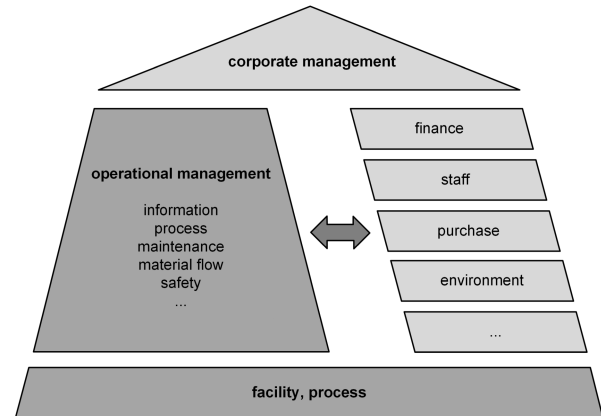 corporate management
operational management
information
process
maintenance
material flow
safety
...
finance
staff
purchase
environment
...
facility, process